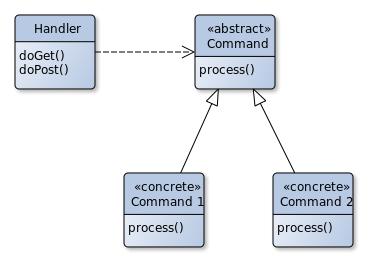 Handler
doGet()
doPost()
«abstract»
Command
process()
«concrete»
Command 1
process()
«concrete»
Command 2
process()